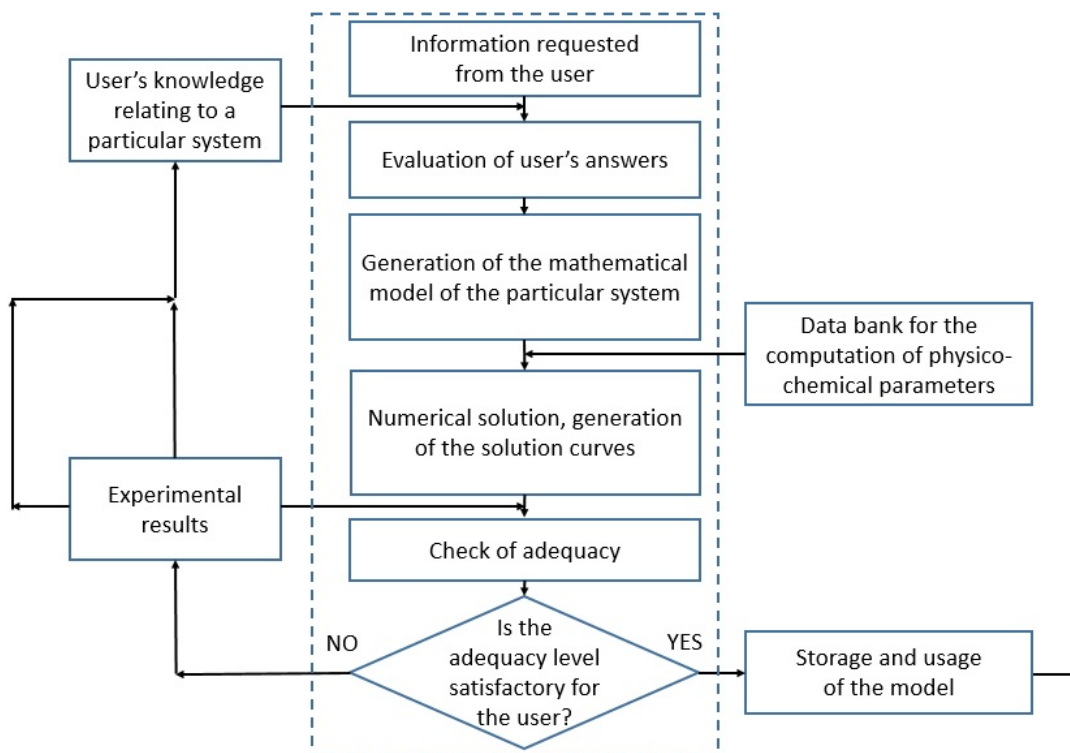 Information requested
from the user
User’s knowledge
relating to a
particular system
Evaluation of user’s answers
Generation of the mathematical
model of the particular system
Data bank for the
computation of physico-
chemical parameters
Numerical solution, generation
of the solution curves
Experimental
results
Check of adequacy
Is the
adequacy level
satisfactory for
the user?
NO
YES
Storage and usage
of the model